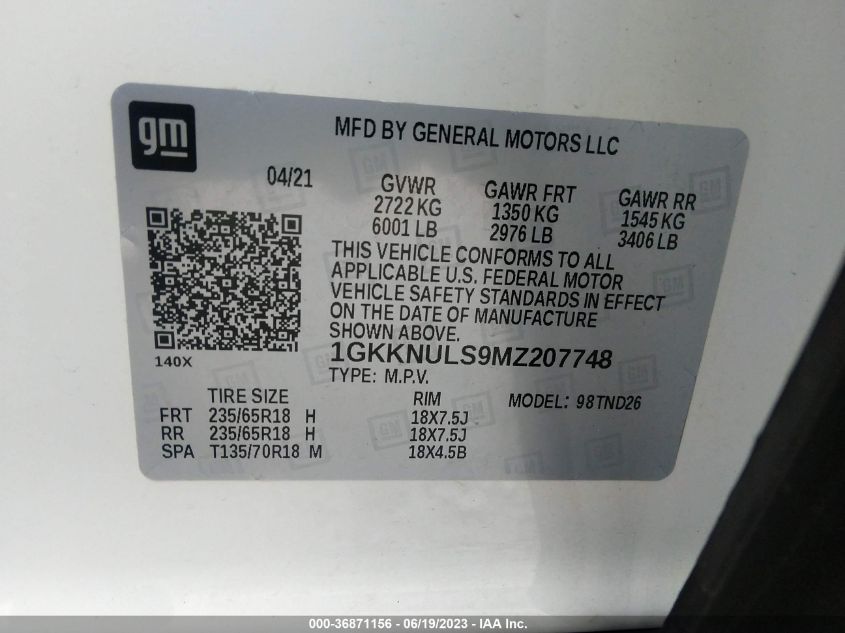 gm
MFD BY GENERAL MOTORS LLC
04/21
GVWR GAWR FRT GAWR RR
2722 KG 1350 KG 1545 KG
6001 LB 2976 LB 3406 LB
THIS VEHICLE CONFORMS TO ALL
APPLICABLE U.S. FEDERAL MOTOR
VEHICLE SAFETY STANDARDS IN EFFECT
ON THE DATE OF MANUFACTURE
SHOWN ABOVE.
140X
1GKKNULS9MZ207748
TYPE: M.P.V.
TIRE SIZE RIM MODEL: 98TND26
FRT 235/65R18 H 18X7.5J
RR 235/65R18 H 18X7.5J
SPA T135/70R18 M 18X4.5B
000-36871156 - 06/19/2023 - IAA Inc.